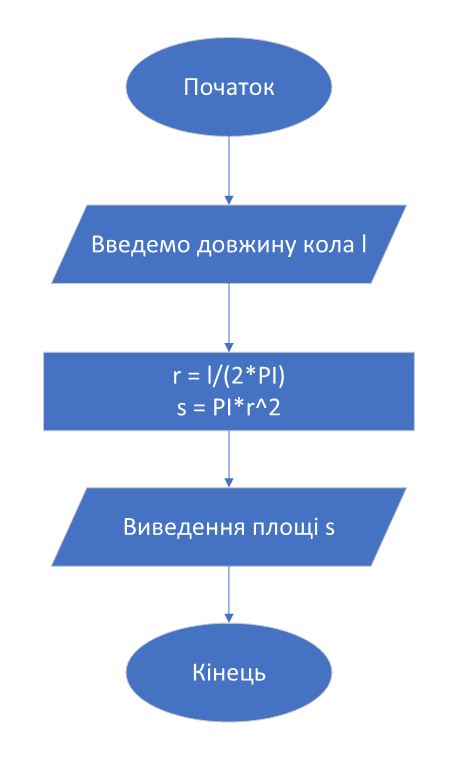 Початок
Введемо довжину кола l
r = l/(2*PI)
s = PI*r^2
Виведення площі s
Кінець